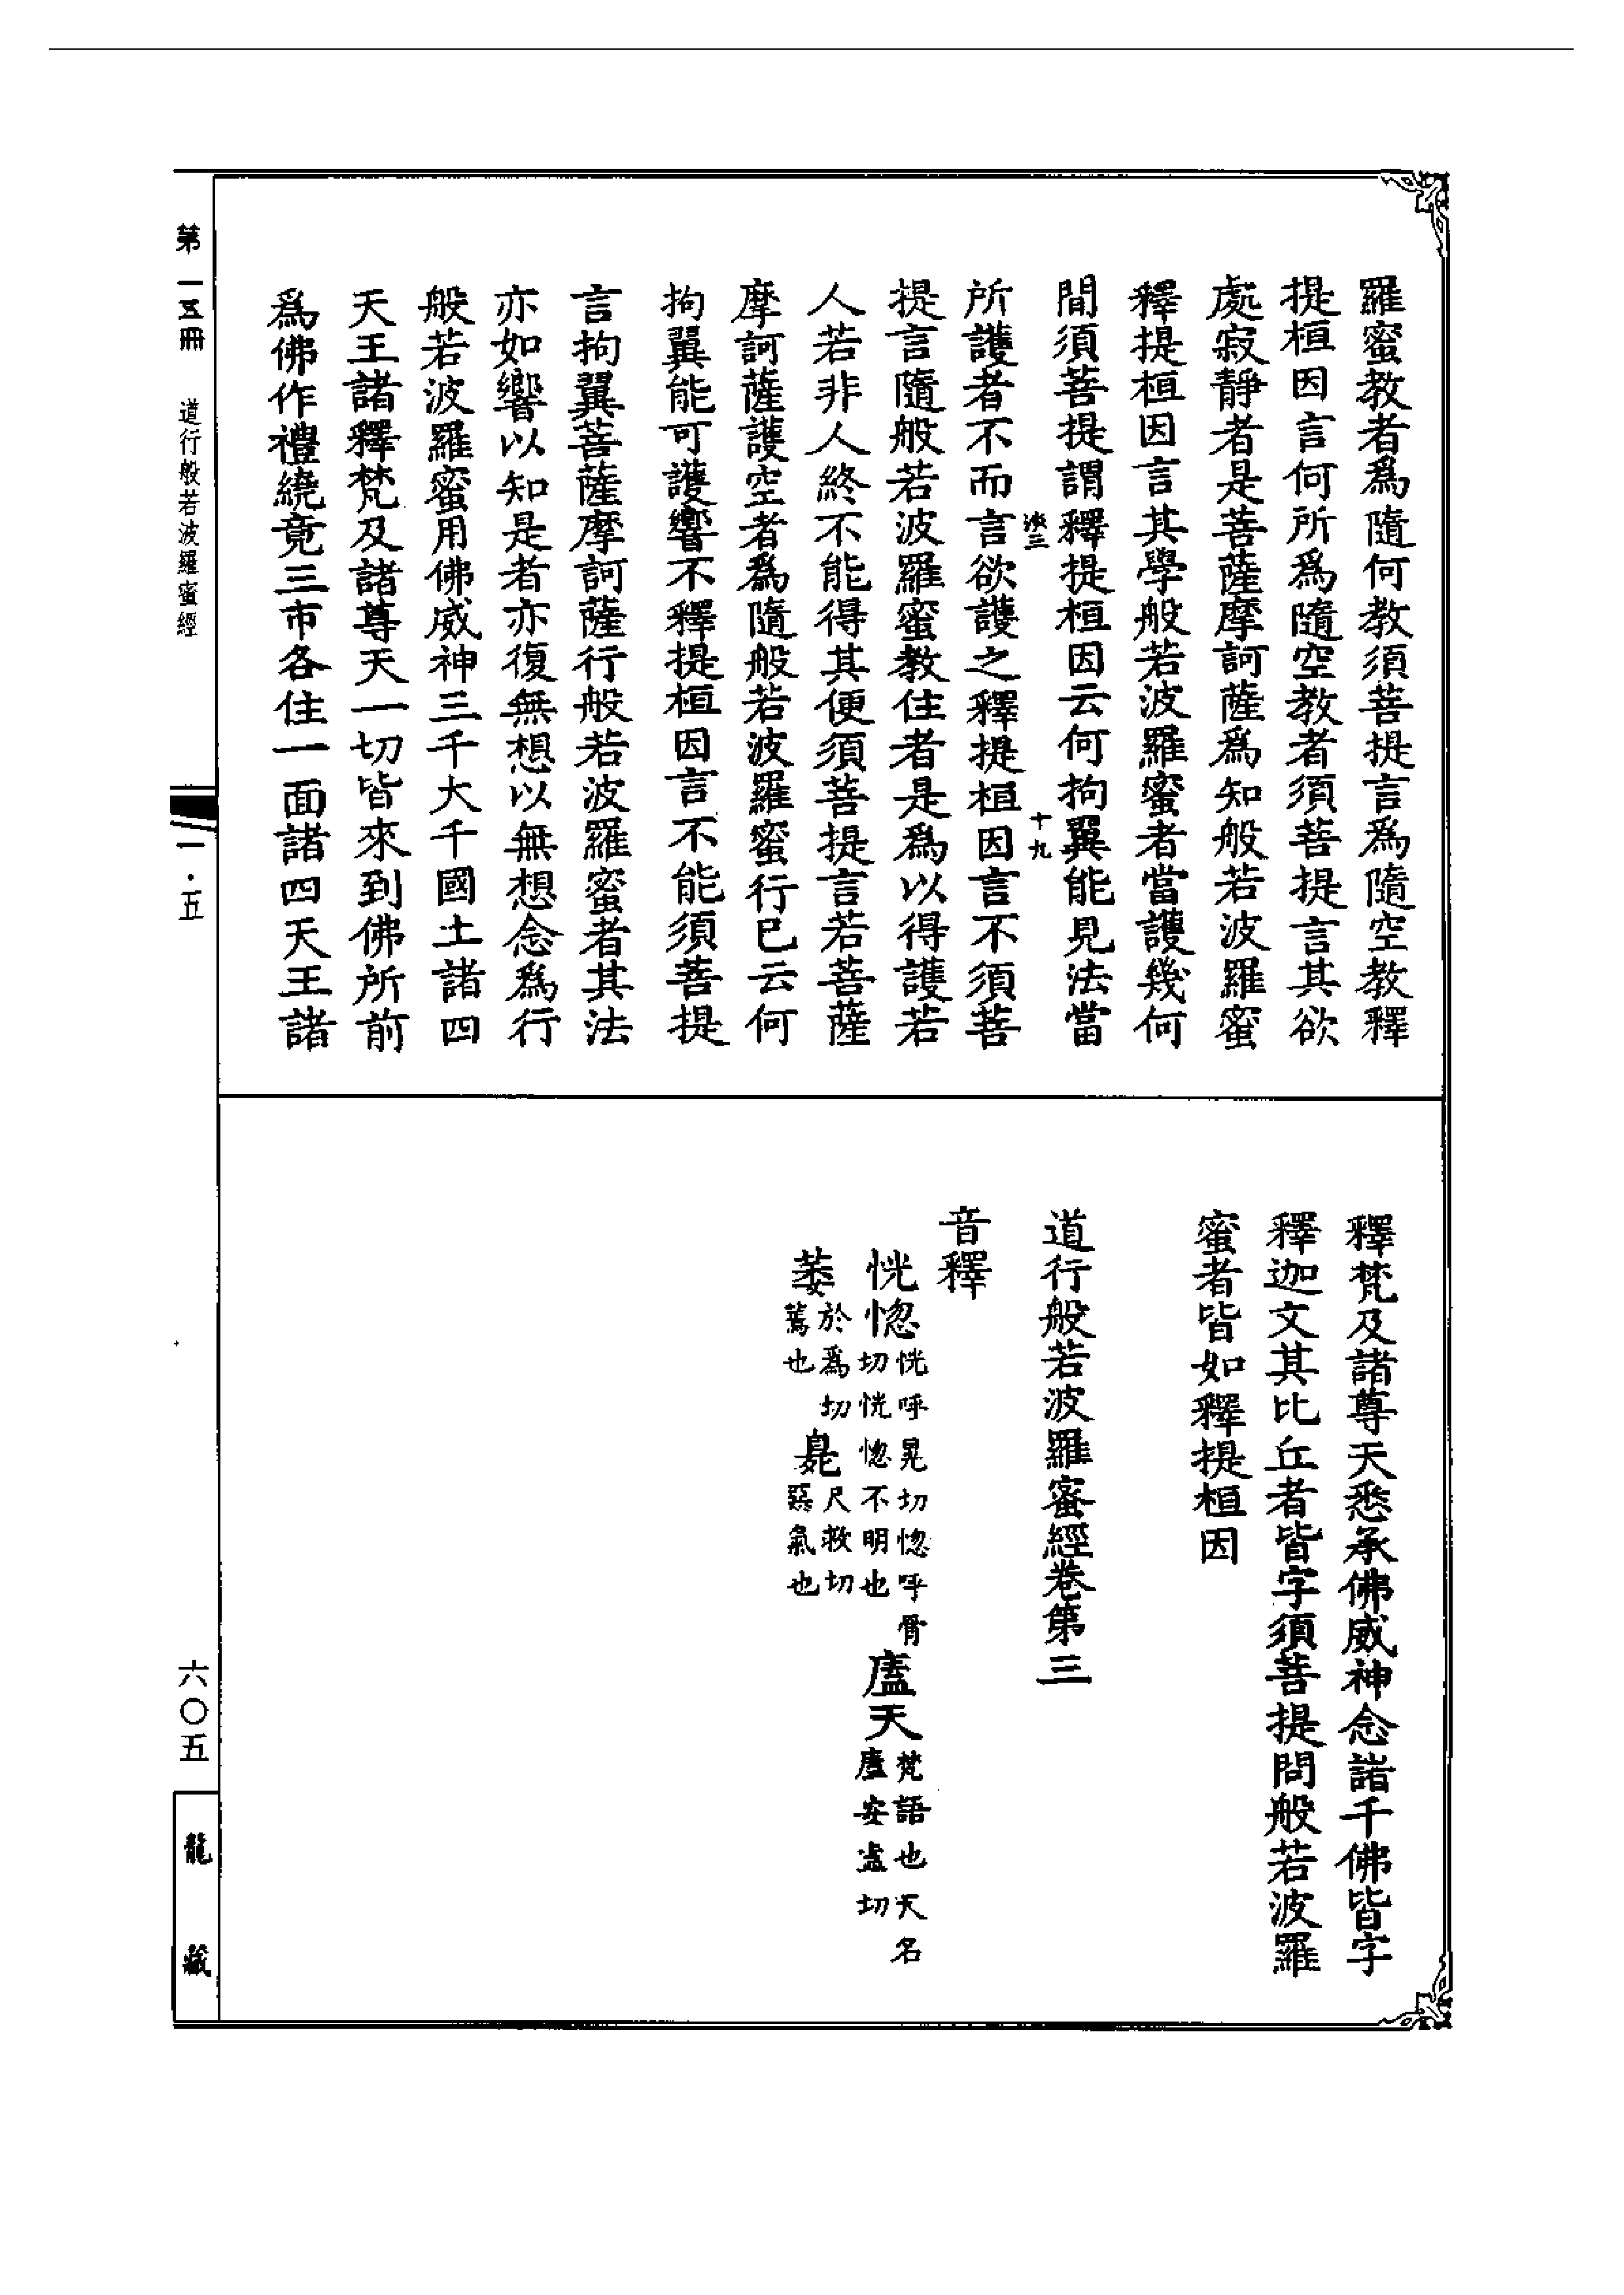 羅蜜教者爲隨何教須菩提言爲隨空教釋
提桓因言何所爲隨空教者須菩提言其欲
處寂靜者是菩薩摩訶薩爲知般若波羅蜜
釋提桓因言其學般若波羅蜜者當護幾何
間須菩提謂釋提桓因云何拘翼能見法當
十九
所護者不而言欲護之釋提桓因言不須菩
提言隨般若波羅蜜教住者是爲以得護若
人若非人終不能得其便須菩提言若菩薩
摩訶薩護空者爲隨般若波羅蜜行已云何
拘翼能可護響不釋提桓因言不能須菩提
言拘翼菩薩摩訶薩行般若波羅蜜者其法
亦如響以知是者亦復無想以無想念爲行
般若波羅蜜用佛威神三千大千國土諸四
天王諸釋梵及諸尊天一切皆來到佛所前
爲佛作禮繞竟三帀各住一面諸四天王諸
釋梵及諸尊天悉承佛威神念諸千佛皆字
釋迦文其比丘者皆字須菩提問般若波羅
蜜者皆如釋提桓因
道行般若波羅蜜經卷第三
音釋
恍惚恍呼晃切惚呼骨切恍惚不明也𢊍天梵語也天名𢊍安盍切
萎於爲切蔫也臰尺救切惡氣也
第一五冊 道行般若波羅蜜經
一·五
六〇五
龍藏